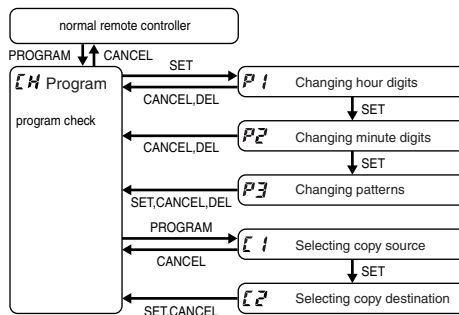 normal remote controller
PROGRAM CANCEL
SET
CH Program
P1 Changing hour digits
CANCEL,DEL
SET
program check
P2 Changing minute digits
CANCEL,DEL
SET
P3 Changing patterns
SET,CANCEL,DEL
PROGRAM
C1 Selecting copy source
CANCEL
SET
C2 Selecting copy destination
SET,CANCEL